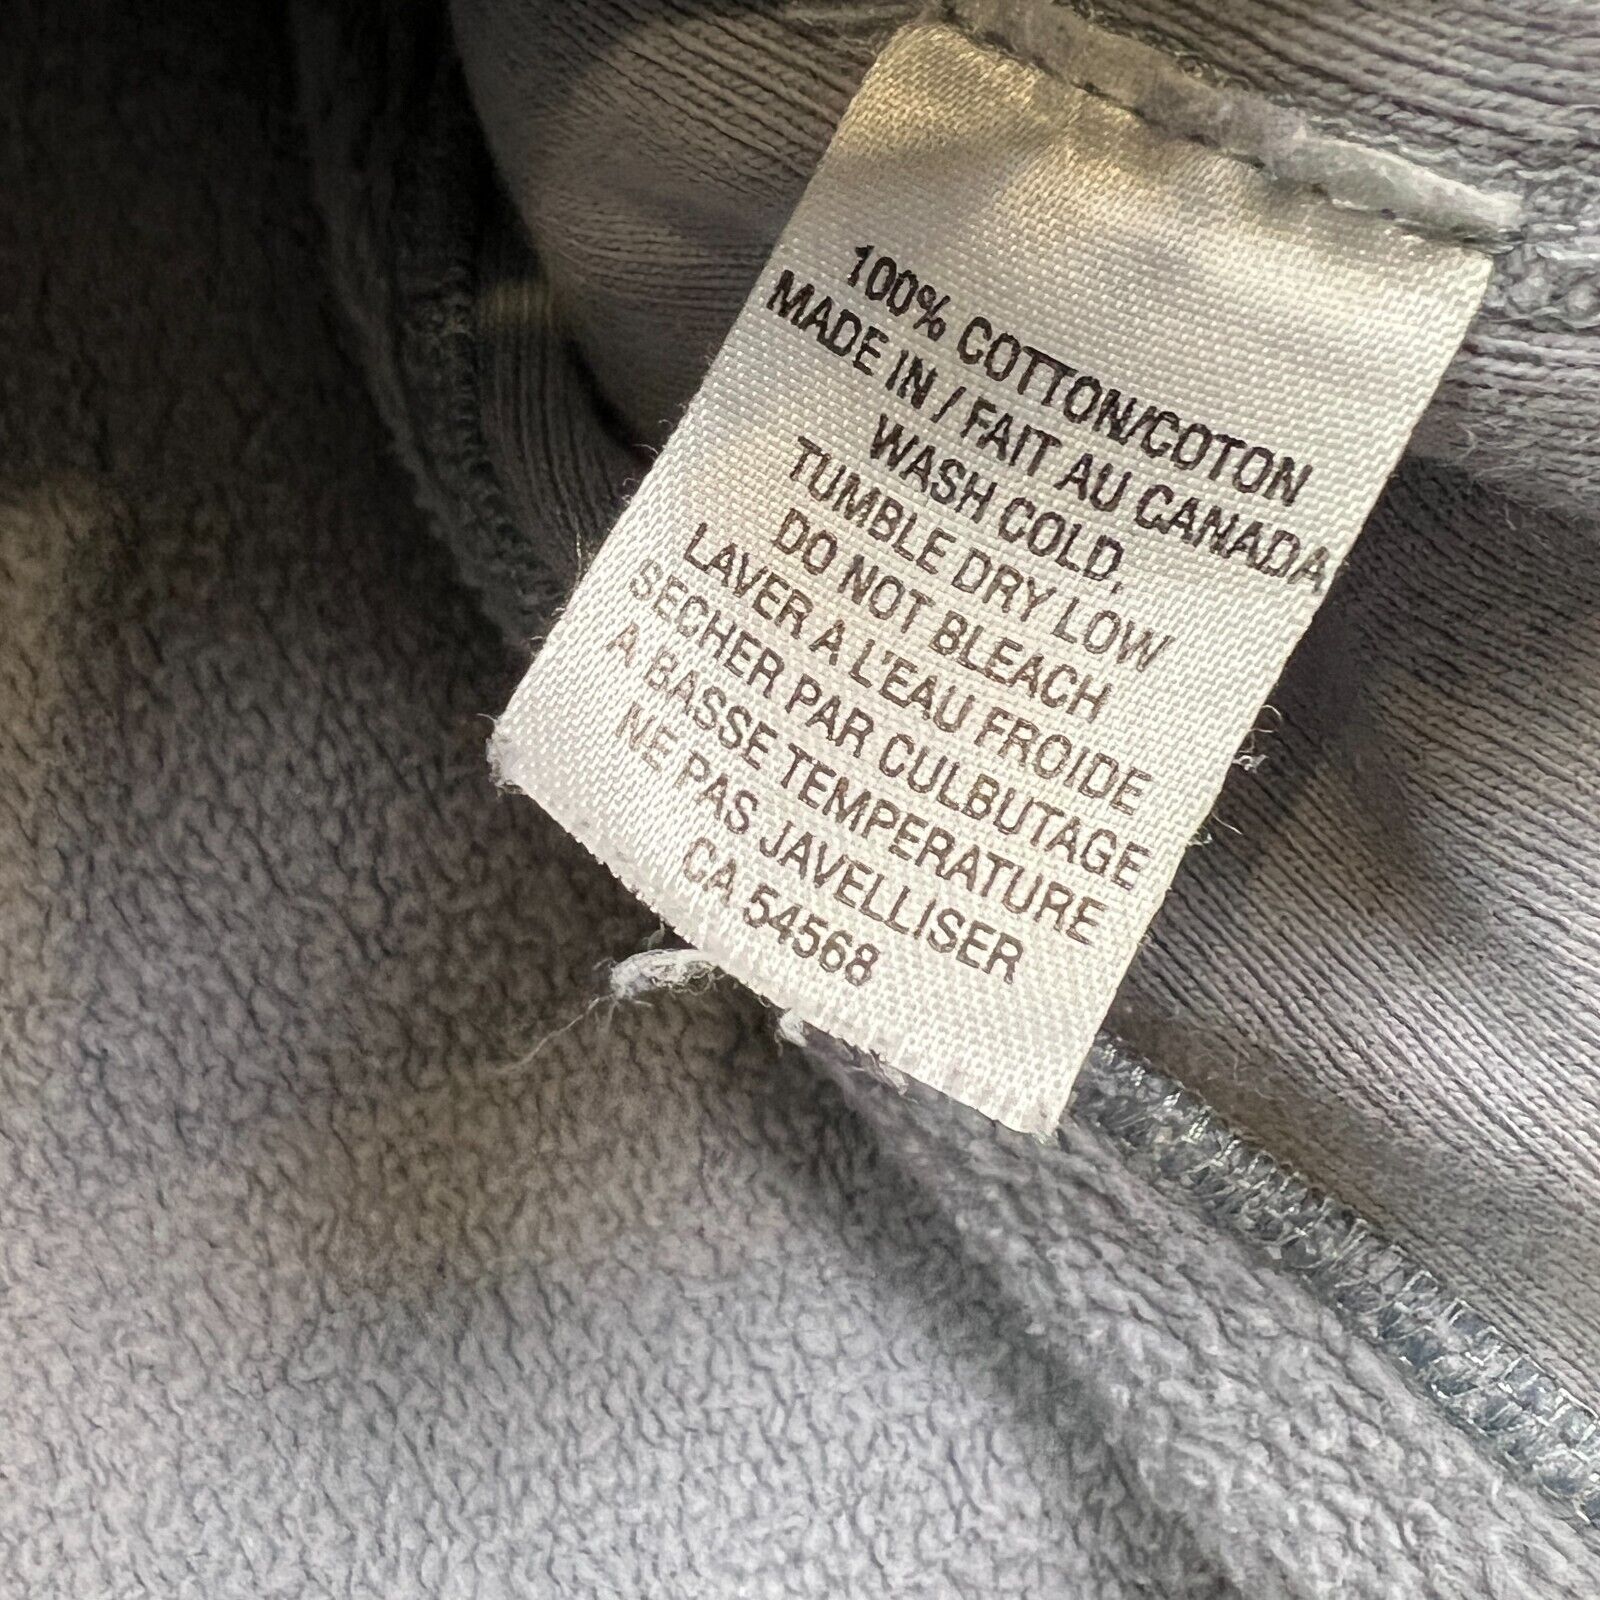 100% COTTON/COTON
MADE IN / FAIT AU CANADA
WASH COLD,
TUMBLE DRY LOW
DO NOT BLEACH
LAVER A L'EAU FROIDE
SECHER PAR CULBUTAGE
A BASSE TEMPERATURE
NE PAS JAVELLISER
CA 54568